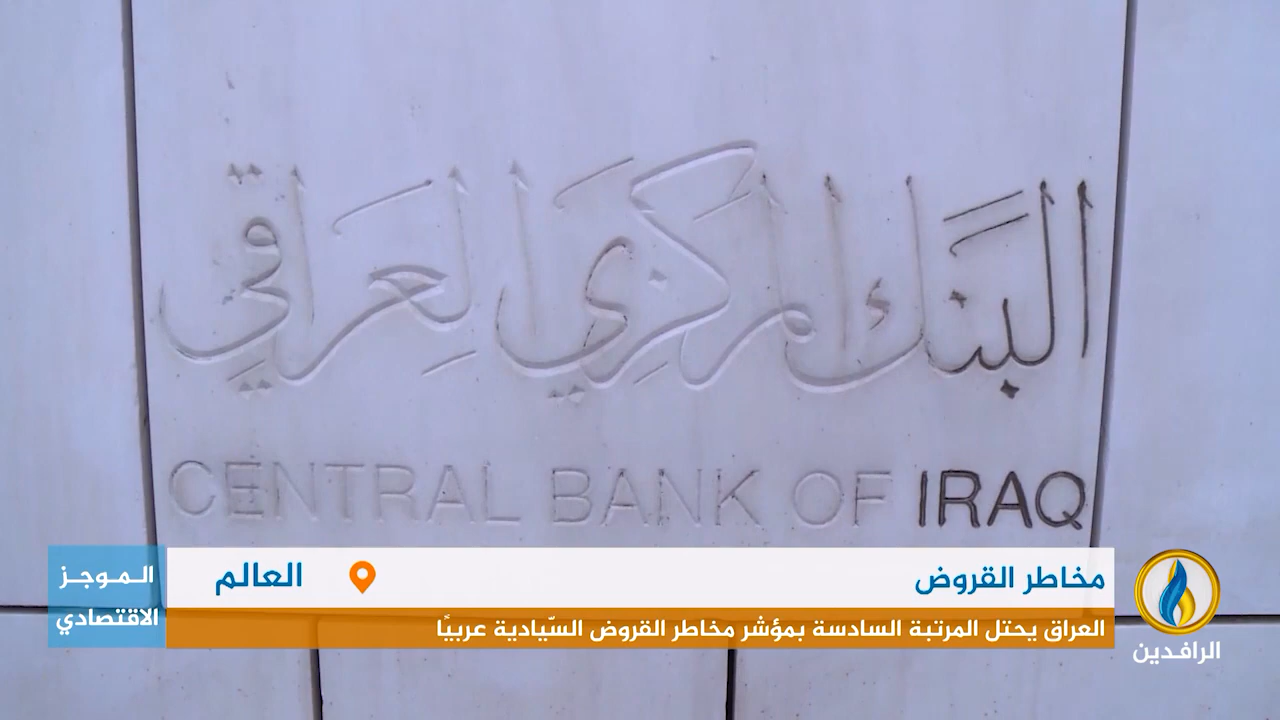 البنك المركزي العراقي
CENTRAL BANK OF IRAQ
مخاطر القروض
العالم
الـمـوجـز
الاقتصادي
العراق يحتل المرتبة السادسة بمؤشر مخاطر القروض السّيادية عربيًا
الرافدين